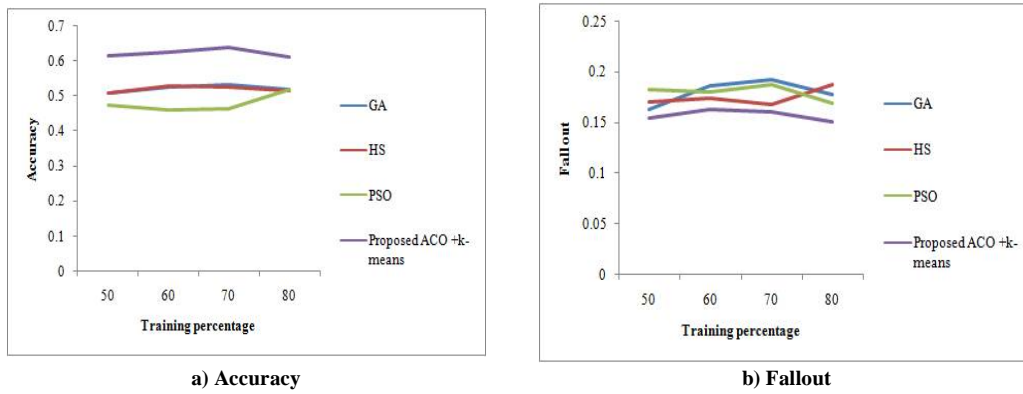 0.7
0.6
0.5
0.4
0.3
0.2
0.1
0
Accuracy
50 60 70 80
Training percentage
GA
HS
PSO
Proposed ACO +k-
means
a) Accuracy
0.25
0.2
0.15
0.1
0.05
0
Fall out
50 60 70 80
Training percentage
GA
HS
PSO
Proposed ACO +k-
means
b) Fallout